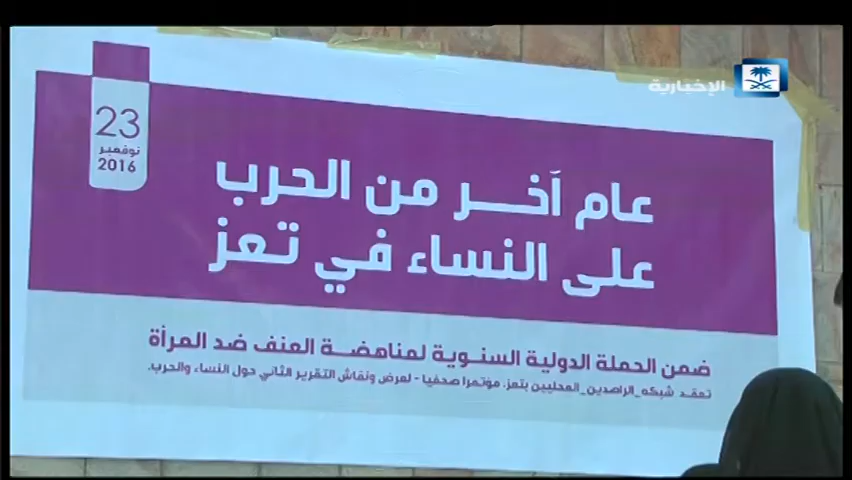 الإخبارية
23
نوفمبر
2016
عام آخر من الحرب
على النساء في تعز
ضمن الحملة الدولية السنوية لمناهضة العنف ضد المرأة
تعقد شبكه_الراصدين_المحليين بتعز، مؤتمرا صحفيا - لعرض ونقاش التقرير الثاني حول النساء والحرب.